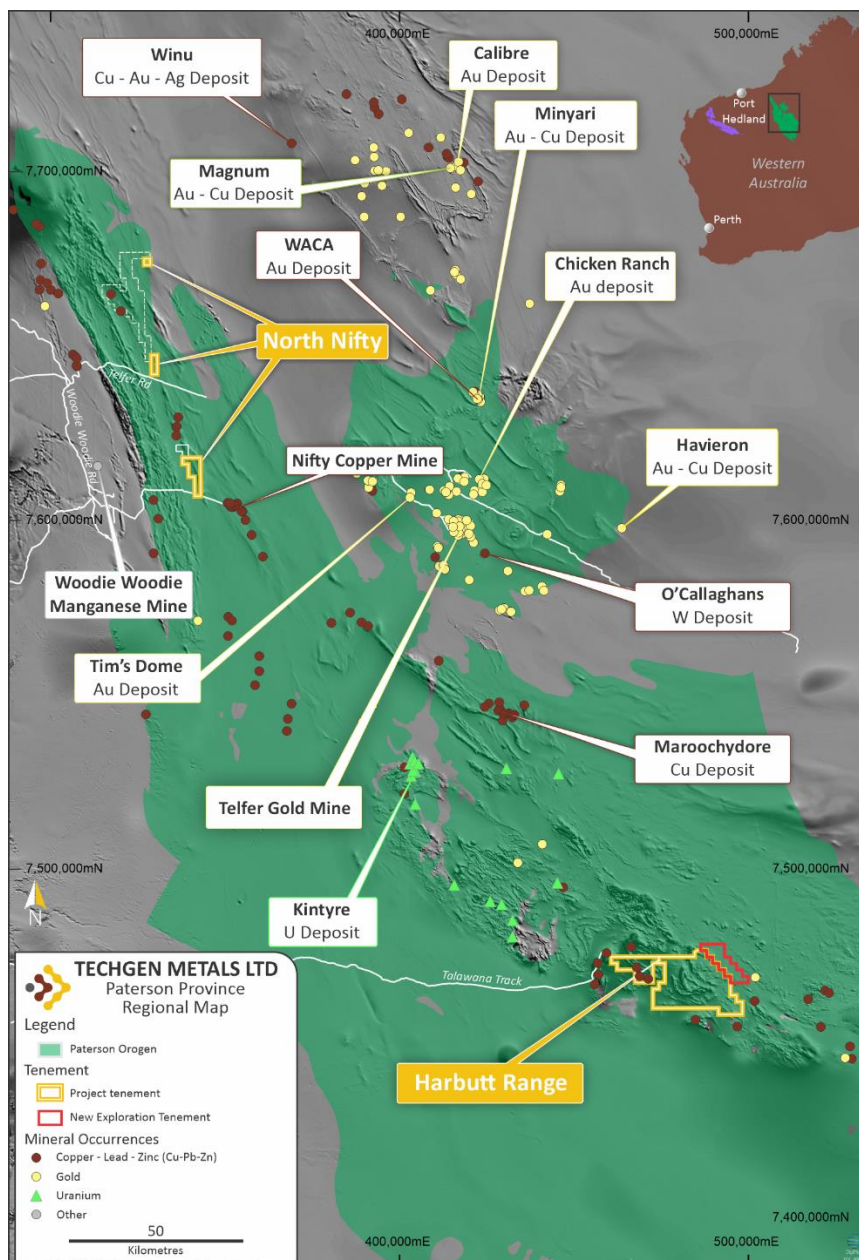 400,000mE
500,000mE
Winu
Cu - Au - Ag Deposit
Calibre
Au Deposit
Port
Hedland
Minyari
Au - Cu Deposit
Magnum
Au - Cu Deposit
Western
Australia
7,700,000mN
7,700,000mN
Perth
WACA
Au Deposit
Chicken Ranch
Au deposit
North Nifty
Telfer Rd
Woodie Woodie Rd
Nifty Copper Mine
Havieron
Au - Cu Deposit
7,600,000mN
7,600,000mN
Woodie Woodie
Manganese Mine
O'Callaghans
W Deposit
Tim's Dome
Au Deposit
Maroochydore
Cu Deposit
Telfer Gold Mine
7,500,000mN
7,500,000mN
N
Kintyre
U Deposit
Talawana Track
Harbutt Range
TECHGEN METALS LTD
Paterson Province
Regional Map
Legend
Paterson Orogen
Tenement
Project tenement
New Exploration Tenement
Mineral Occurrences
Copper - Lead - Zinc (Cu-Pb-Zn)
Gold
Uranium
Other
50
Kilometres
7,400,000mN
400,000mE
500,000mE